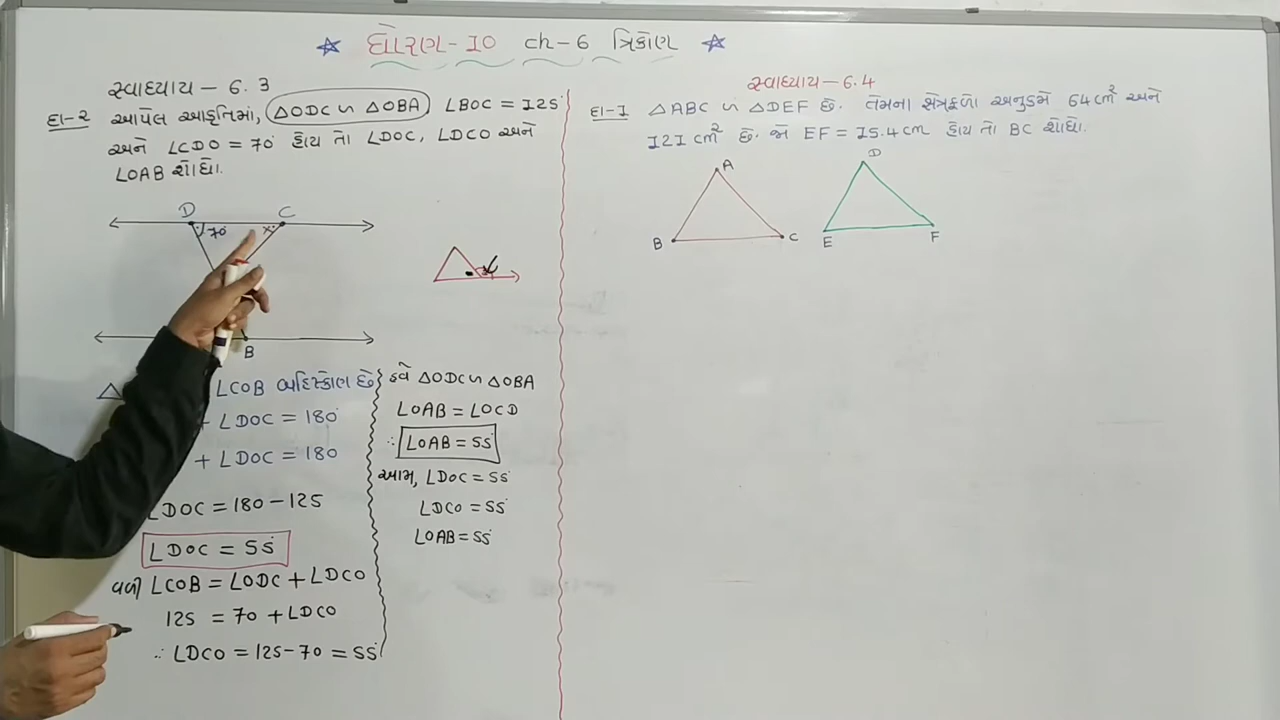 ☆ ધોરણ-10 ch-6 ત્રિકોણ ☆
સ્વાધ્યાય - 6.3
દા-2 આપેલ આકૃતિમાં, △ODC ∽ △OBA, ∠BOC = 125°
અને ∠CDO = 70° હોય તો ∠DOC, ∠DCO અને
∠OAB શોધો.
D C
70° x
B
∠COB બહિષ્કોણ છે
+ ∠DOC = 180°
+ ∠DOC = 180
∠DOC = 180 - 125
∠DOC = 55°
વળી ∠COB = ∠ODC + ∠DCO
125 = 70 + ∠DCO
∴ ∠DCO = 125 - 70 = 55°
હવે △ODC ∽ △OBA
∠OAB = ∠OCD
∴ ∠OAB = 55°
આમ, ∠DOC = 55°
∠DCO = 55°
∠OAB = 55°
સ્વાધ્યાય - 6.4
દા-1 △ABC ∽ △DEF છે. તેમના ક્ષેત્રફળો અનુક્રમે 64 cm² અને
121 cm² છે. જો EF = 15.4 cm હોય તો BC શોધો.
A D
B C E F